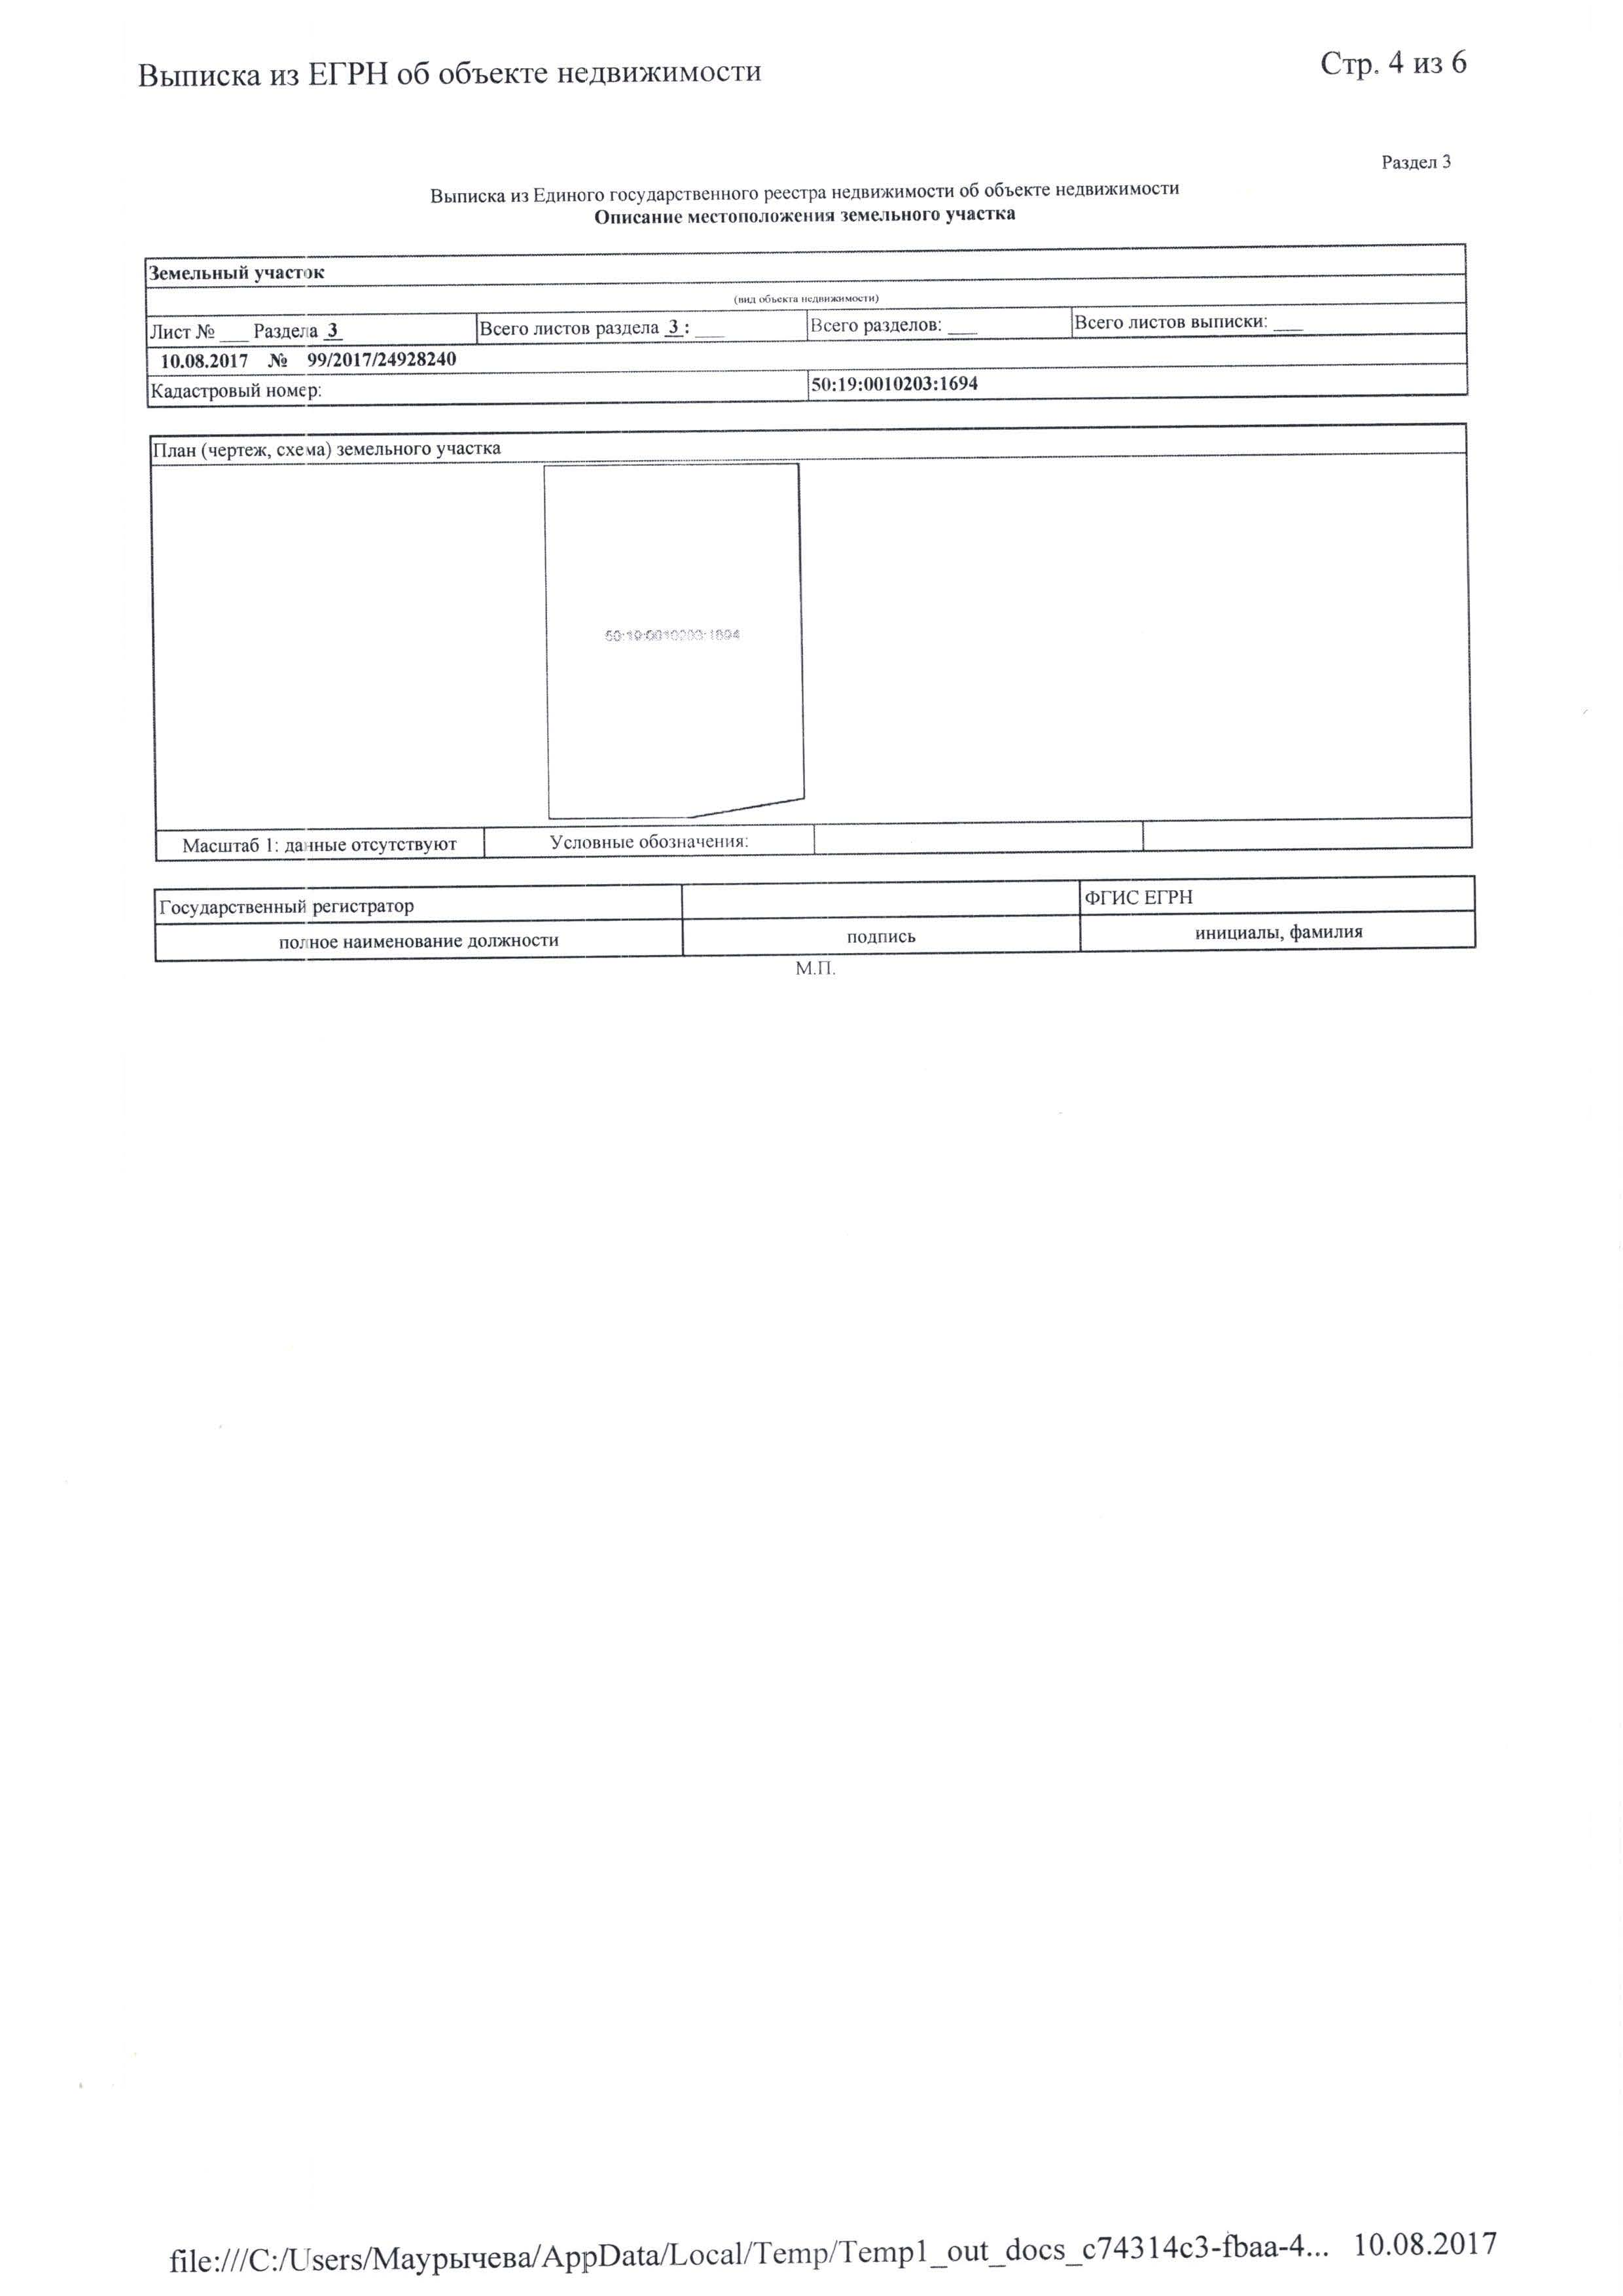 Выписка из ЕГРН об объекте недвижимости Стр. 4 из 6
Раздел 3
Выписка из Единого государственного реестра недвижимости об объекте недвижимости
Описание местоположения земельного участка
Земельный участок
(вид объекта недвижимости)
Лист № ___ Раздела 3 Всего листов раздела 3 : ___ Всего разделов: ___ Всего листов выписки: ___
10.08.2017 № 99/2017/24928240
Кадастровый номер: 50:19:0010203:1694
План (чертеж, схема) земельного участка
50:19:0010203:1694
Масштаб 1: данные отсутствуют Условные обозначения:
Государственный регистратор ФГИС ЕГРН
полное наименование должности подпись инициалы, фамилия
М.П.
file:///C:/Users/Маурычева/AppData/Local/Temp/Temp1_out_docs_c74314c3-fbaa-4... 10.08.2017